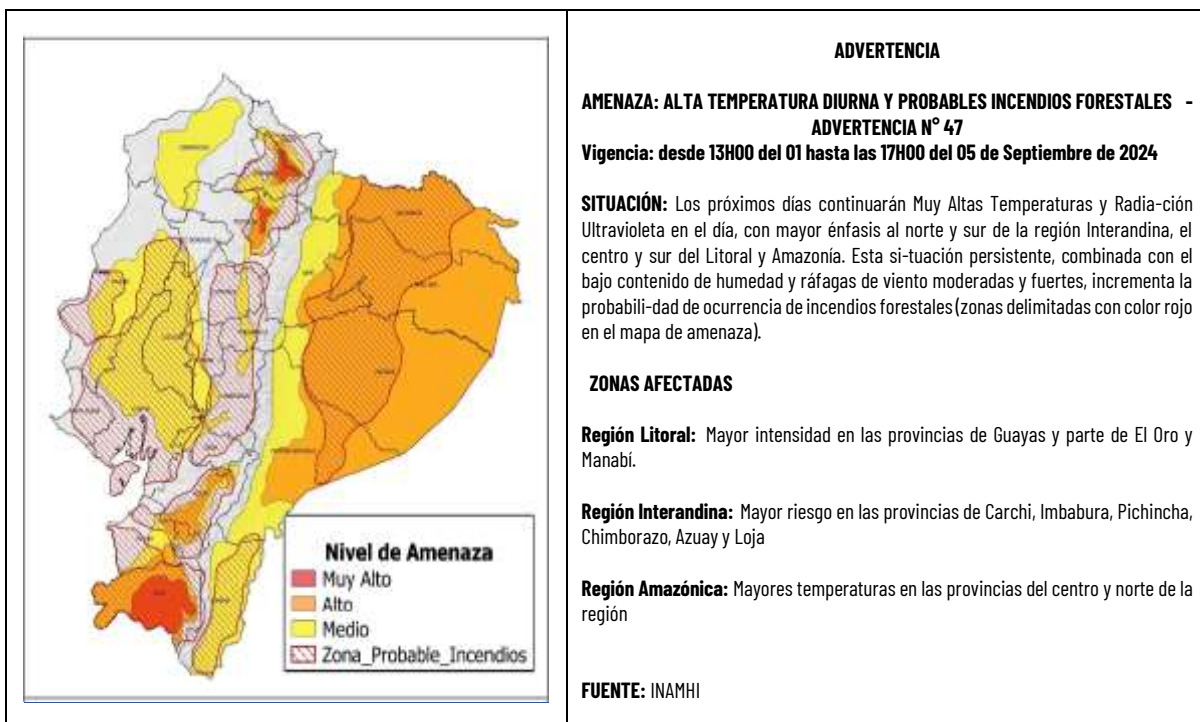 Nivel de Amenaza
Muy Alto
Alto
Medio
Zona_Probable_Incendios
ADVERTENCIA
AMENAZA: ALTA TEMPERATURA DIURNA Y PROBABLES INCENDIOS FORESTALES -
ADVERTENCIA N° 47
Vigencia: desde 13H00 del 01 hasta las 17H00 del 05 de Septiembre de 2024
SITUACIÓN: Los próximos días continuarán Muy Altas Temperaturas y Radia-ción
Ultravioleta en el día, con mayor énfasis al norte y sur de la región Interandina, el
centro y sur del Litoral y Amazonía. Esta si-tuación persistente, combinada con el
bajo contenido de humedad y ráfagas de viento moderadas y fuertes, incrementa la
probabili-dad de ocurrencia de incendios forestales (zonas delimitadas con color rojo
en el mapa de amenaza).
ZONAS AFECTADAS
Región Litoral: Mayor intensidad en las provincias de Guayas y parte de El Oro y
Manabí.
Región Interandina: Mayor riesgo en las provincias de Carchi, Imbabura, Pichincha,
Chimborazo, Azuay y Loja
Región Amazónica: Mayores temperaturas en las provincias del centro y norte de la
región
FUENTE: INAMHI